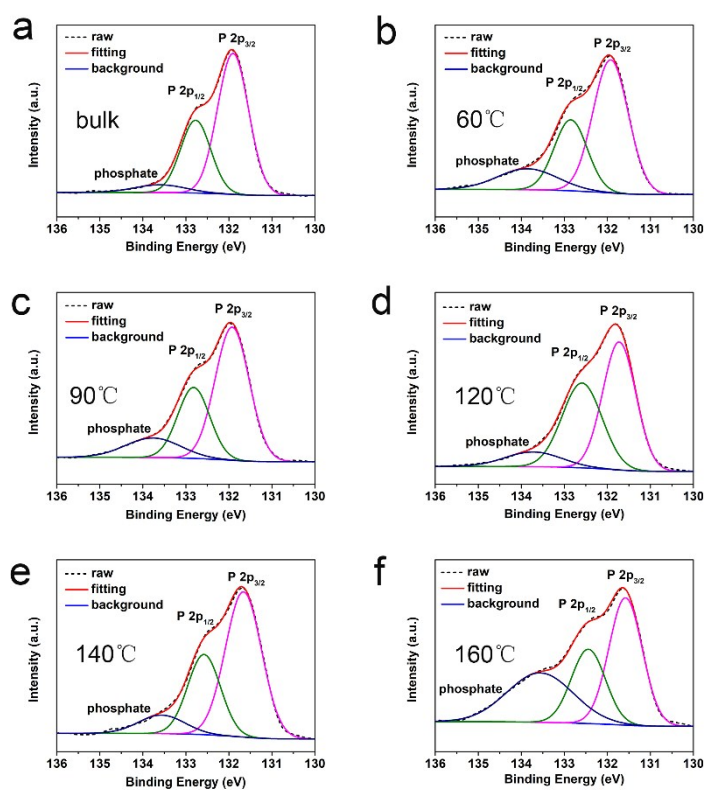 a
raw
fitting
background
P 2p3/2
P 2p1/2
bulk
phosphate
Intensity (a.u.)
136 135 134 133 132 131 130
Binding Energy (eV)
b
raw
fitting
background
P 2p3/2
P 2p1/2
60℃
phosphate
Intensity (a.u.)
136 135 134 133 132 131 130
Binding Energy (eV)
c
raw
fitting
background
P 2p3/2
P 2p1/2
90℃
phosphate
Intensity (a.u.)
136 135 134 133 132 131 130
Binding Energy (eV)
d
raw
fitting
background
P 2p3/2
P 2p1/2
120℃
phosphate
Intensity (a.u.)
136 135 134 133 132 131 130
Binding Energy (eV)
e
raw
fitting
background
P 2p3/2
P 2p1/2
140℃
phosphate
Intensity (a.u.)
136 135 134 133 132 131 130
Binding Energy (eV)
f
raw
fitting
background
P 2p3/2
P 2p1/2
160℃
phosphate
Intensity (a.u.)
136 135 134 133 132 131 130
Binding Energy (eV)